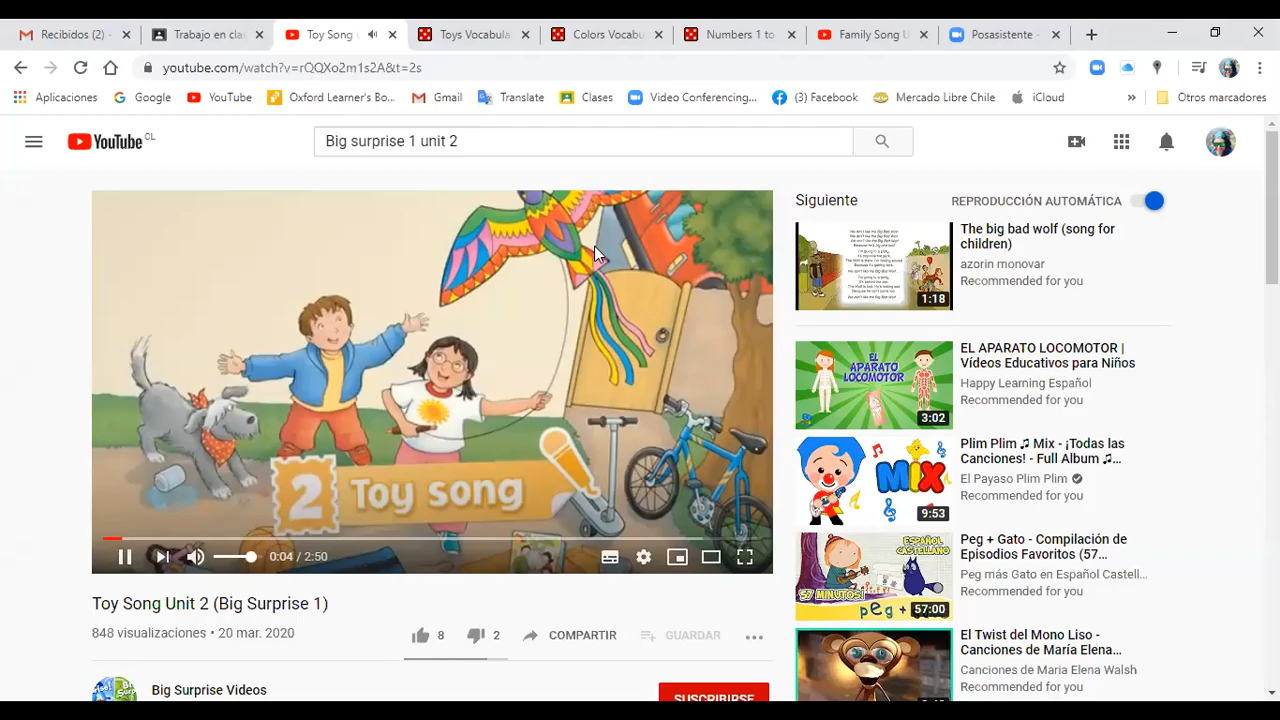 Recibidos (2) -
Trabajo en clas
Toy Song
Toys Vocabula
Colors Vocabu
Numbers 1 to
Family Song U
Posasistente -
youtube.com/watch?v=rQQXo2m1s2A&t=2s
Aplicaciones
Google
YouTube
Oxford Learner's Bo...
Gmail
Translate
Clases
Video Conferencing...
(3) Facebook
Mercado Libre Chile
iCloud
»
Otros marcadores
YouTube CL
Big surprise 1 unit 2
2 Toy song
0:04 / 2:50
Toy Song Unit 2 (Big Surprise 1)
848 visualizaciones • 20 mar. 2020
8
2
COMPARTIR
GUARDAR
Big Surprise Videos
SUSCRIBIRSE
Siguiente
REPRODUCCIÓN AUTOMÁTICA
The big bad wolf (song for
children)
azorin monovar
Recommended for you
1:18
EL APARATO LOCOMOTOR
EL APARATO LOCOMOTOR |
Vídeos Educativos para Niños
Happy Learning Español
Recommended for you
3:02
MIX
Plim Plim ♫ Mix - ¡Todas las
Canciones! - Full Album ♫...
El Payaso Plim Plim
Recommended for you
9:53
ESPAÑOL
CASTELLANO
57 MINUTOS!
peg +
Peg + Gato - Compilación de
Episodios Favoritos (57...
Peg más Gato en Español Castell...
Recommended for you
57:00
El Twist del Mono Liso -
Canciones de María Elena...
Canciones de Maria Elena Walsh
Recommended for you